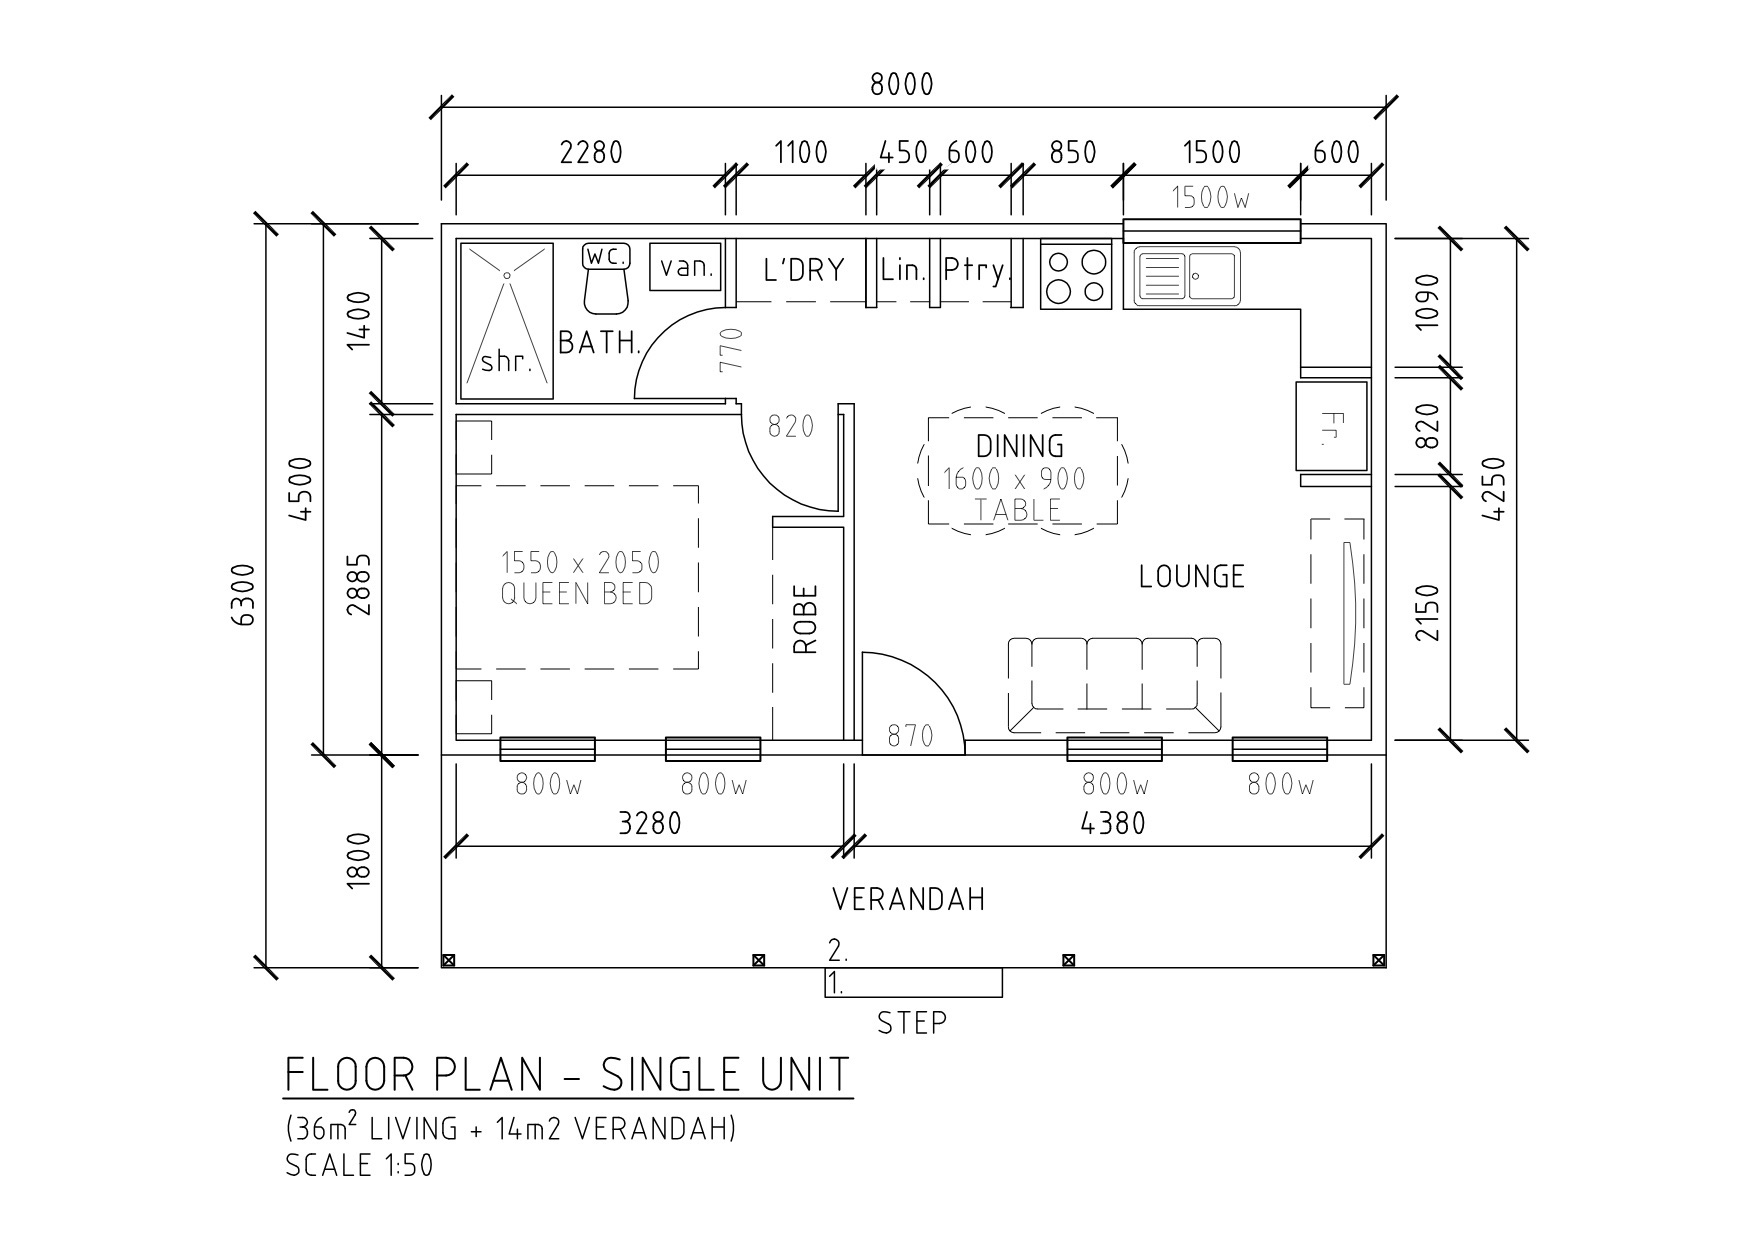 8000
2280
1100
450
600
850
1500
600
1500w
WC.
van.
L'DRY
Lin.
Ptry.
shr.
BATH.
770
820
1400
4500
6300
2885
1800
1090
820
4250
2150
Fr.
DINING
1600 x 900
TABLE
1550 x 2050
QUEEN BED
ROBE
LOUNGE
870
800w
800w
800w
800w
3280
4380
VERANDAH
2.
1.
STEP
FLOOR PLAN - SINGLE UNIT
(36m² LIVING + 14m2 VERANDAH)
SCALE 1:50